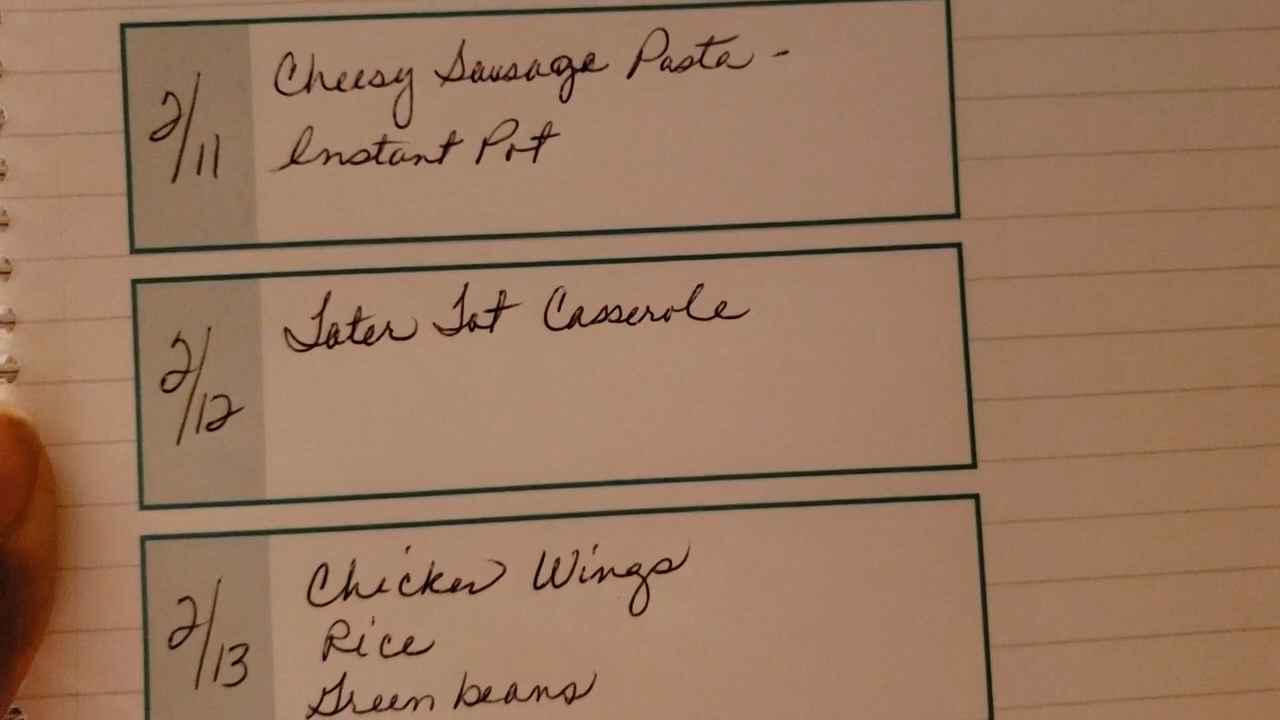 2/11
Cheesy Sausage Pasta -
Instant Pot
2/12
Tater Tot Casserole
2/13
Chicken Wings
Rice
Green beans